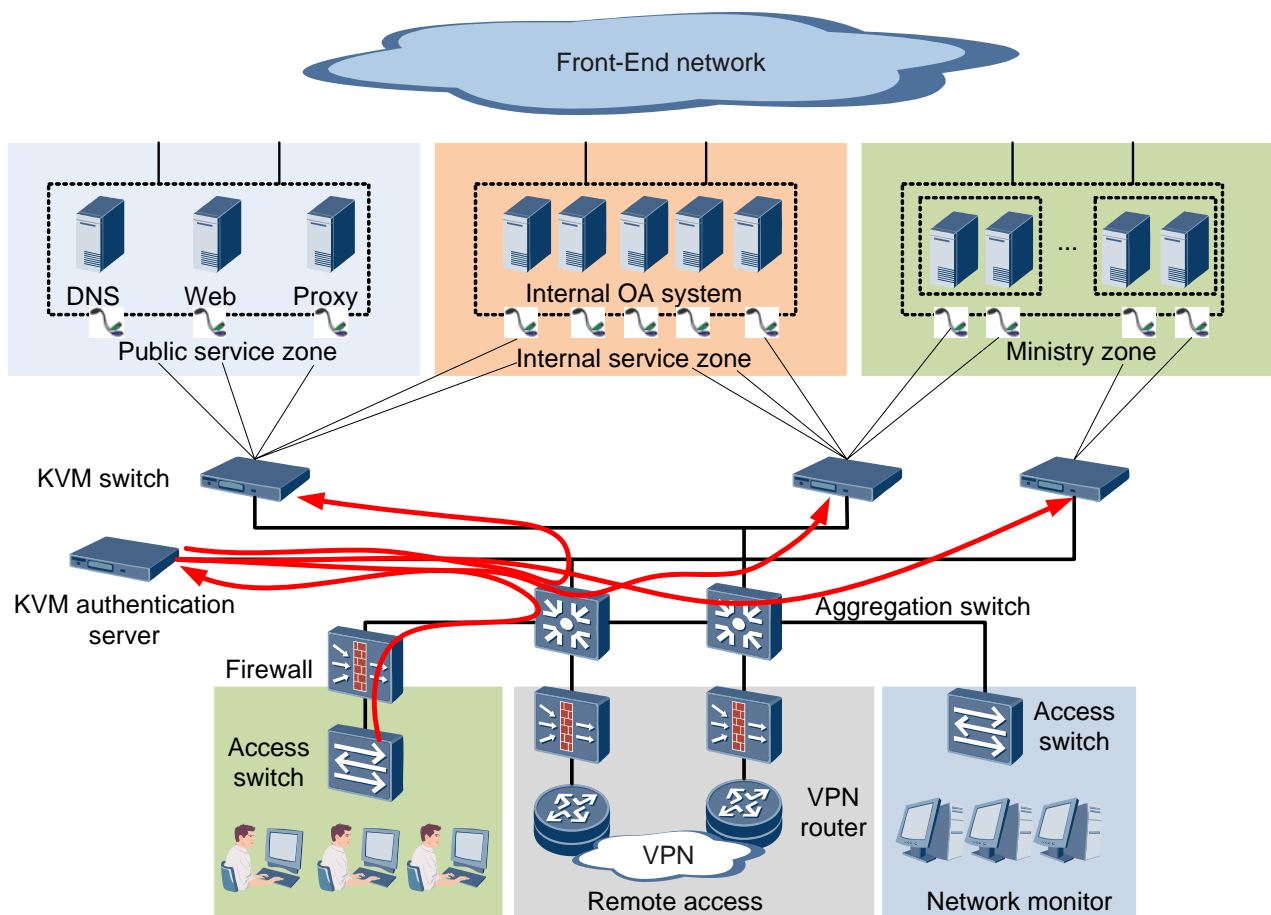 Front-End network
DNS
Web
Proxy
Public service zone
Internal OA system
Internal service zone
...
Ministry zone
KVM switch
KVM authentication
server
Aggregation switch
Firewall
Access
switch
VPN
router
VPN
Remote access
Access
switch
Network monitor